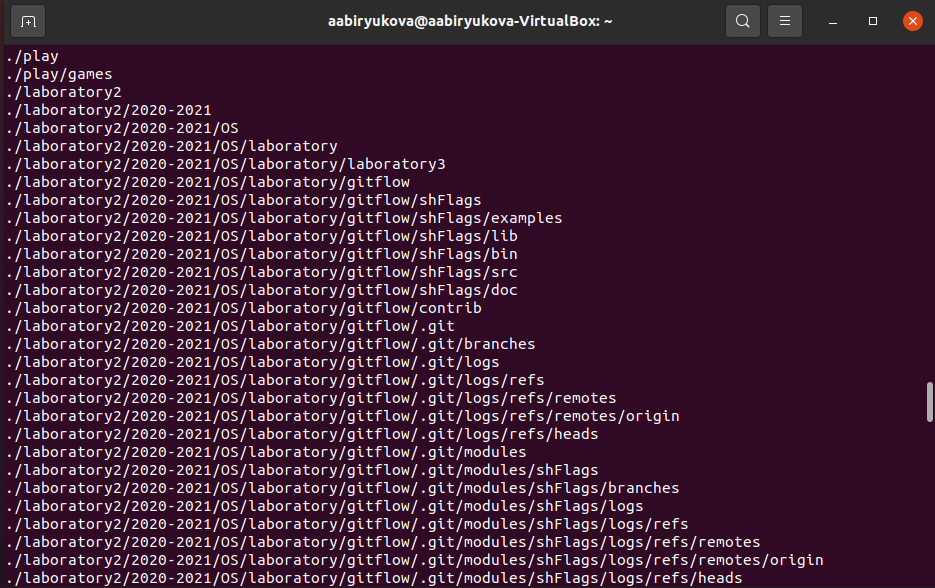 aabiryukova@aabiryukova-VirtualBox: ~
./play
./play/games
./laboratory2
./laboratory2/2020-2021
./laboratory2/2020-2021/OS
./laboratory2/2020-2021/OS/laboratory
./laboratory2/2020-2021/OS/laboratory/laboratory3
./laboratory2/2020-2021/OS/laboratory/gitflow
./laboratory2/2020-2021/OS/laboratory/gitflow/shFlags
./laboratory2/2020-2021/OS/laboratory/gitflow/shFlags/examples
./laboratory2/2020-2021/OS/laboratory/gitflow/shFlags/lib
./laboratory2/2020-2021/OS/laboratory/gitflow/shFlags/bin
./laboratory2/2020-2021/OS/laboratory/gitflow/shFlags/src
./laboratory2/2020-2021/OS/laboratory/gitflow/shFlags/doc
./laboratory2/2020-2021/OS/laboratory/gitflow/contrib
./laboratory2/2020-2021/OS/laboratory/gitflow/.git
./laboratory2/2020-2021/OS/laboratory/gitflow/.git/branches
./laboratory2/2020-2021/OS/laboratory/gitflow/.git/logs
./laboratory2/2020-2021/OS/laboratory/gitflow/.git/logs/refs
./laboratory2/2020-2021/OS/laboratory/gitflow/.git/logs/refs/remotes
./laboratory2/2020-2021/OS/laboratory/gitflow/.git/logs/refs/remotes/origin
./laboratory2/2020-2021/OS/laboratory/gitflow/.git/logs/refs/heads
./laboratory2/2020-2021/OS/laboratory/gitflow/.git/modules
./laboratory2/2020-2021/OS/laboratory/gitflow/.git/modules/shFlags
./laboratory2/2020-2021/OS/laboratory/gitflow/.git/modules/shFlags/branches
./laboratory2/2020-2021/OS/laboratory/gitflow/.git/modules/shFlags/logs
./laboratory2/2020-2021/OS/laboratory/gitflow/.git/modules/shFlags/logs/refs
./laboratory2/2020-2021/OS/laboratory/gitflow/.git/modules/shFlags/logs/refs/remotes
./laboratory2/2020-2021/OS/laboratory/gitflow/.git/modules/shFlags/logs/refs/remotes/origin
./laboratory2/2020-2021/OS/laboratory/gitflow/.git/modules/shFlags/logs/refs/heads